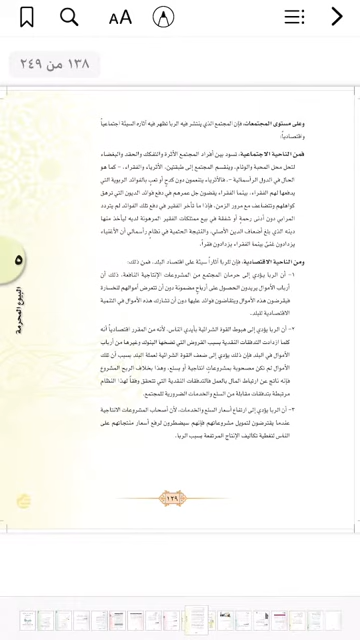 ١٣٨ من ٢٤٩
وعلى مستوى المجتمعات، فإن المجتمع الذي ينتشر فيه الربا تظهر فيه آثاره السيئة اجتماعياً
واقتصادياً:
فمن الناحية الاجتماعية، تسود بين أفراد المجتمع الأثرة والتفكك والحقد والبغضاء
لتحل محل المحبة والوئام، وينقسم المجتمع إلى طبقتين، الأثرياء والفقراء، - كما هو
الحال في الدول الرأسمالية - فالأثرياء يتنعمون دون كدحٍ أو تعبٍ بالفوائد الربوية التي
يدفعها لهم الفقراء، بينما الفقراء يقضون جل عمرهم في دفع فوائد الديون التي ترهق
كواهلهم وتتضاعف مع مرور الزمن، فإذا ما تأخر الفقير في دفع تلك الفوائد لم يتردد
المرابي دون أدنى رحمةٍ أو شفقة في بيع ممتلكات الفقير المرهونة لديه ليأخذ منها
دينه الذي بلغ أضعاف الدين الأصلي، والنتيجة الحتمية في نظامٍ رأسمالي أن الأغنياء
يزدادون غنىً بينما الفقراء يزدادون فقراً.
ومن الناحية الاقتصادية، فإن للربا آثاراً سيئة على اقتصاد البلد، فمن ذلك:
١- أن الربا يؤدي إلى حرمان المجتمع من المشروعات الإنتاجية النافعة، ذلك أن
أصحاب الأموال يريدون الحصول على أرباحٍ مضمونة دون أن تتعرض أموالهم لخسارة
فيقرضون هذه الأموال ويتقاضون فوائد عليها دون أن تشارك هذه الأموال في التنمية
الاقتصادية للبلد.
٢- أن الربا يؤدي إلى هبوط القوة الشرائية بأيدي الناس، لأنه من المقرر اقتصادياً أنه
كلما ازدادت التدفقات النقدية بسبب القروض التي تضخها البنوك وغيرها من أرباب
الأموال في البلد فإن ذلك يؤدي إلى ضعف القوة الشرائية لعملة البلد بسبب أن تلك
الأموال لم تكن مصحوبة بمشروعاتٍ انتاجية أو بسلع، وهذا بخلاف الربح المشروع
فإنه ناتج عن ارتباط المال بالعمل فالتدفقات النقدية التي تتحقق وفقاً لهذا النظام
مرتبطة بتدفقات مقابلة من السلع والخدمات الضرورية للمجتمع.
٣- أن الربا يؤدي إلى ارتفاع أسعار السلع والخدمات، لأن أصحاب المشروعات الانتاجية
عندما يقترضون لتمويل مشروعاتهم فإنهم سيضطرون لرفع أسعار منتجاتهم على
الناس لتغطية تكاليف الإنتاج المرتفعة بسبب الربا.
٥
البيوع المحرمة
١٢٩